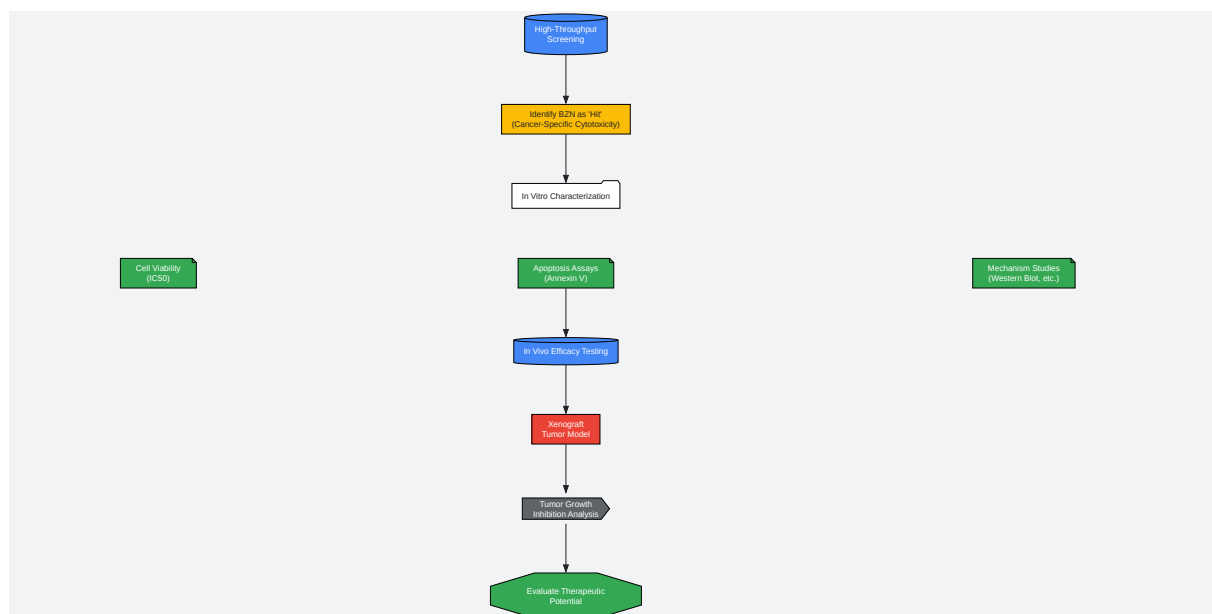 High-Throughput
Screening
Identify BZN as 'Hit'
(Cancer-Specific Cytotoxicity)
In Vitro Characterization
Cell Viability
(IC50)
Apoptosis Assays
(Annexin V)
Mechanism Studies
(Western Blot, etc.)
In Vivo Efficacy Testing
Xenograft
Tumor Model
Tumor Growth
Inhibition Analysis
Evaluate Therapeutic
Potential